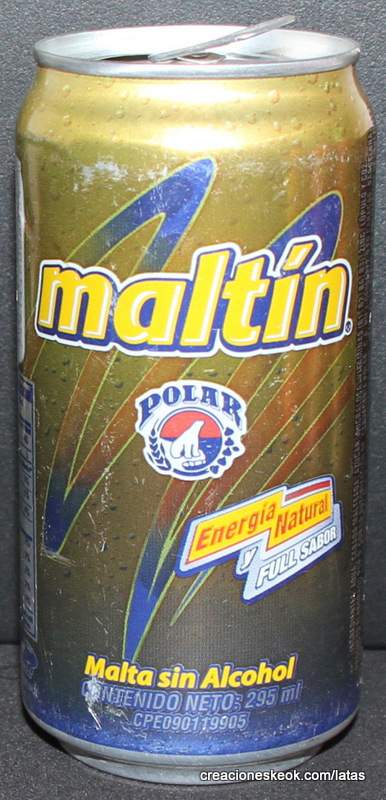 maltín®
POLAR
Energía Natural
y FULL SABOR
Malta sin Alcohol
CONTENIDO NETO: 295 ml
CPE090119905
creacioneskeok.com/latas